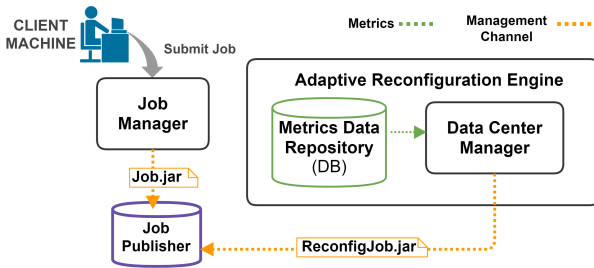 CLIENT
MACHINE
Submit Job
Metrics
Management
Channel
Job
Manager
Job.jar
Job
Publisher
Adaptive Reconfiguration Engine
Metrics Data
Repository
(DB)
Data Center
Manager
ReconfigJob.jar